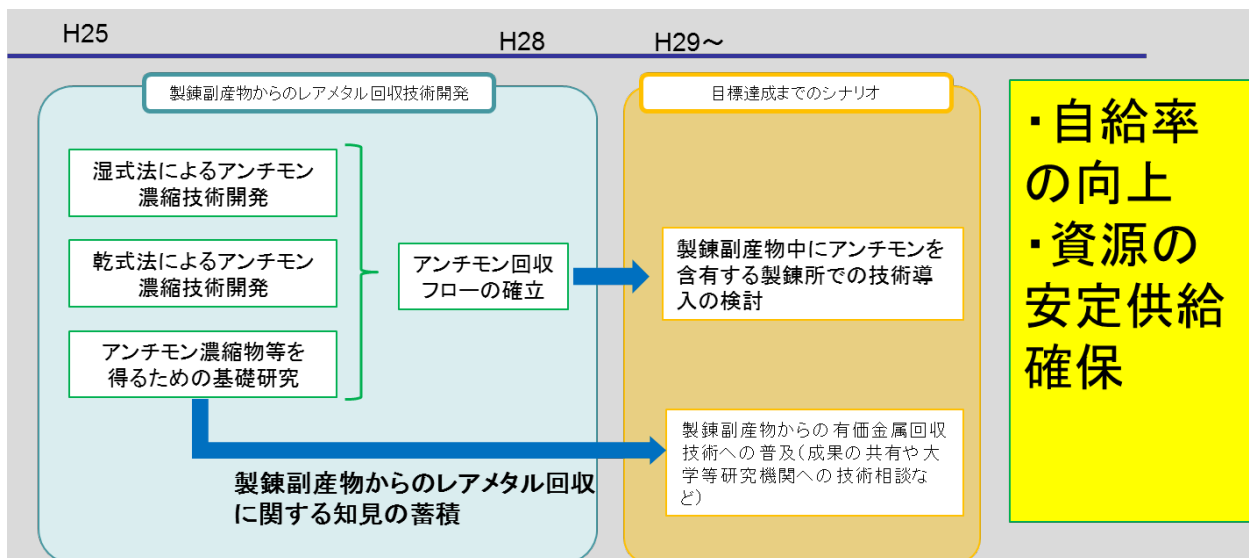 H25
H28
H29～
製錬副産物からのレアメタル回収技術開発
湿式法によるアンチモン
濃縮技術開発
乾式法によるアンチモン
濃縮技術開発
アンチモン濃縮物等を
得るための基礎研究
アンチモン回収
フローの確立
製錬副産物からのレアメタル回収
に関する知見の蓄積
目標達成までのシナリオ
製錬副産物中にアンチモンを
含有する製錬所での技術導
入の検討
製錬副産物からの有価金属回収
技術への普及(成果の共有や大
学等研究機関への技術相談な
ど)
・自給率
の向上
・資源の
安定供給
確保